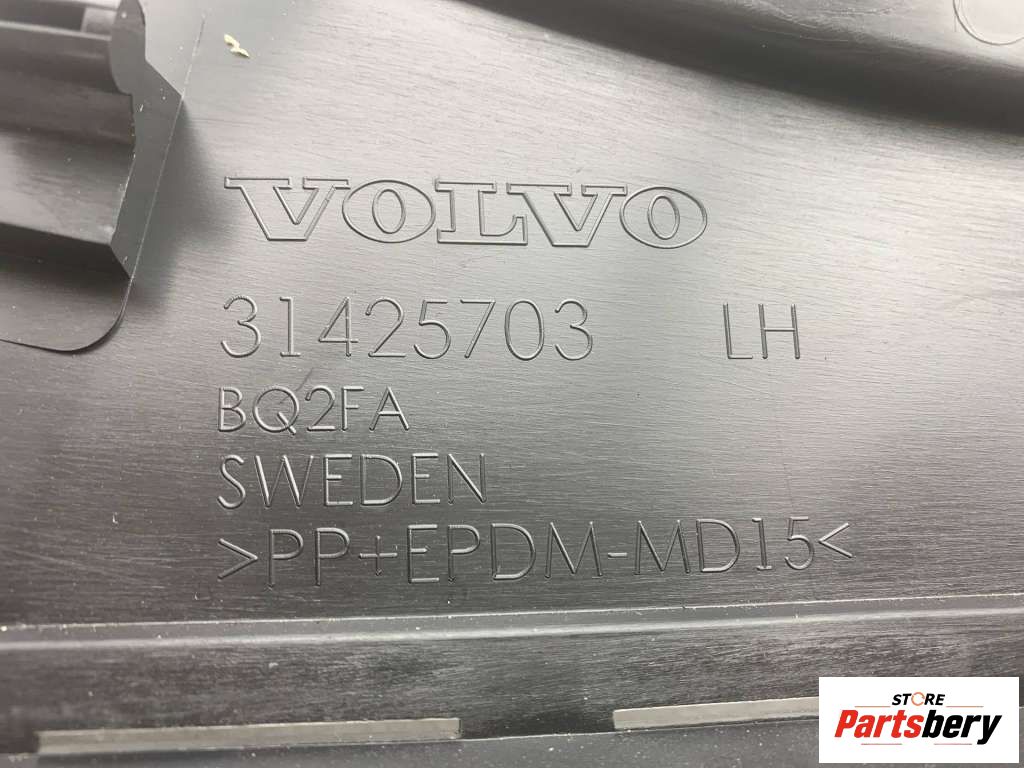 VOLVO
31425703 LH
BQ2FA
SWEDEN
>PP+EPDM-MD15<
STORE
Partsbery